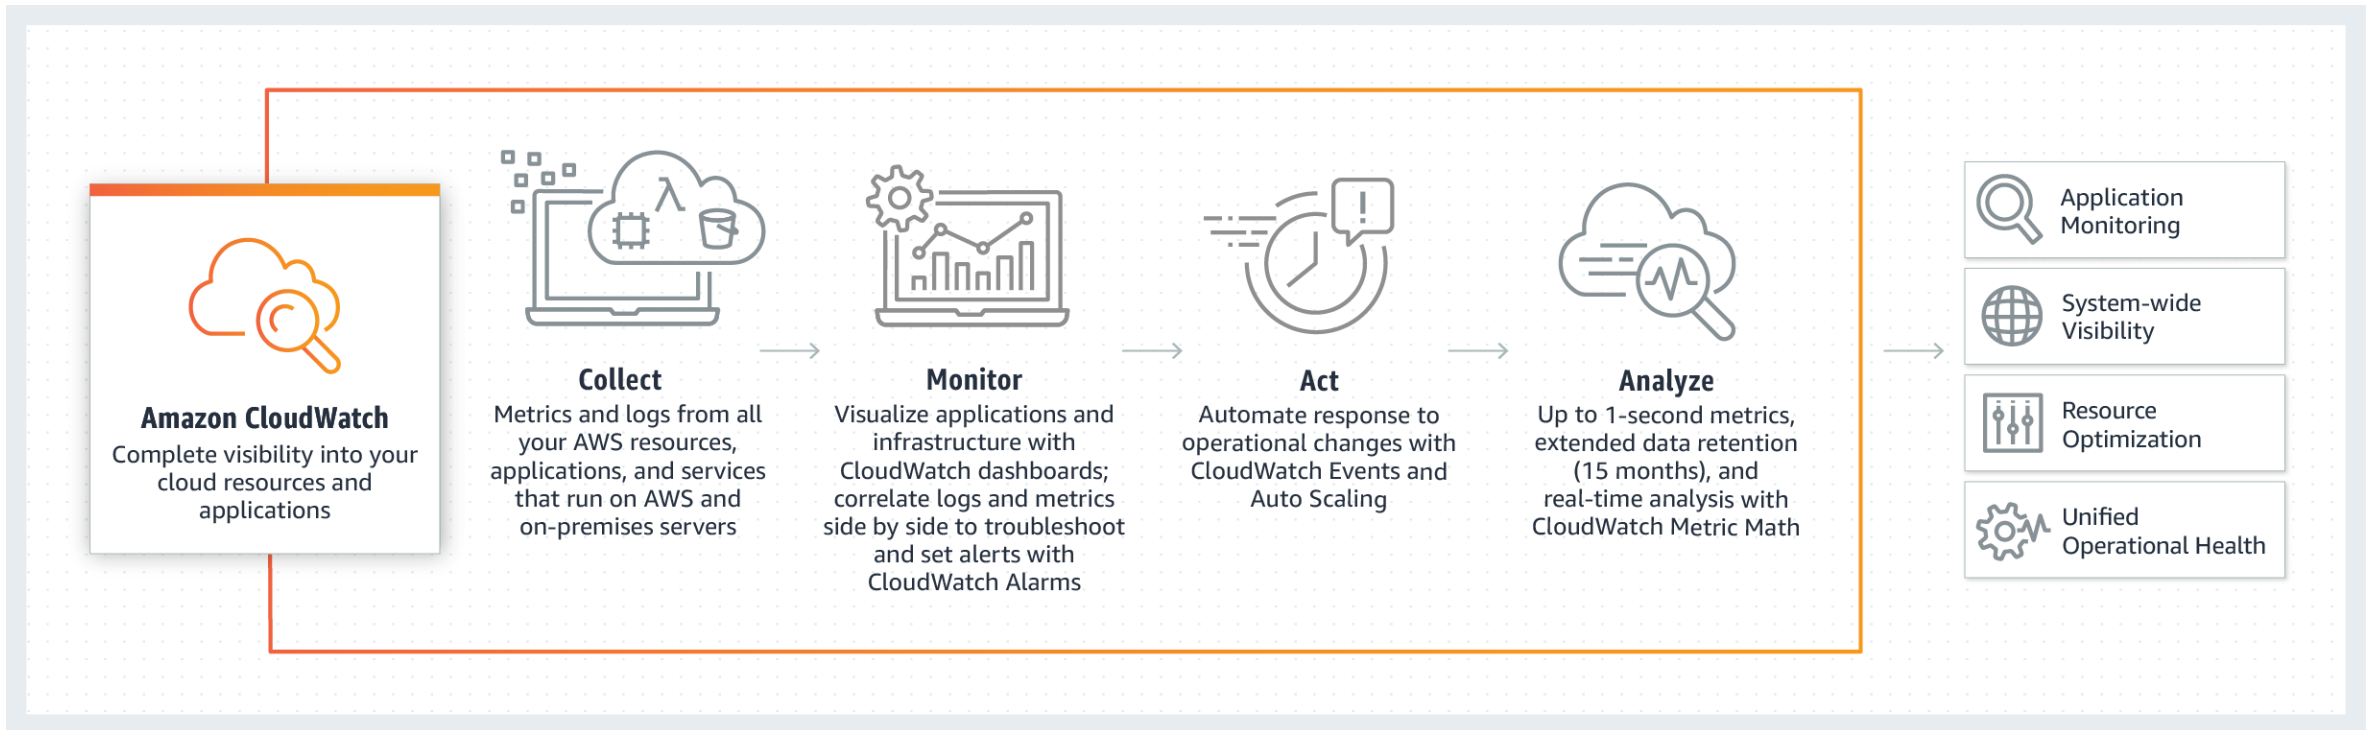 Amazon CloudWatch
Complete visibility into your
cloud resources and
applications
Collect
Metrics and logs from all
your AWS resources,
applications, and services
that run on AWS and
on-premises servers
Monitor
Visualize applications and
infrastructure with
CloudWatch dashboards;
correlate logs and metrics
side by side to troubleshoot
and set alerts with
CloudWatch Alarms
!
Act
Automate response to
operational changes with
CloudWatch Events and
Auto Scaling
Analyze
Up to 1-second metrics,
extended data retention
(15 months), and
real-time analysis with
CloudWatch Metric Math
Application
Monitoring
System-wide
Visibility
Resource
Optimization
Unified
Operational Health